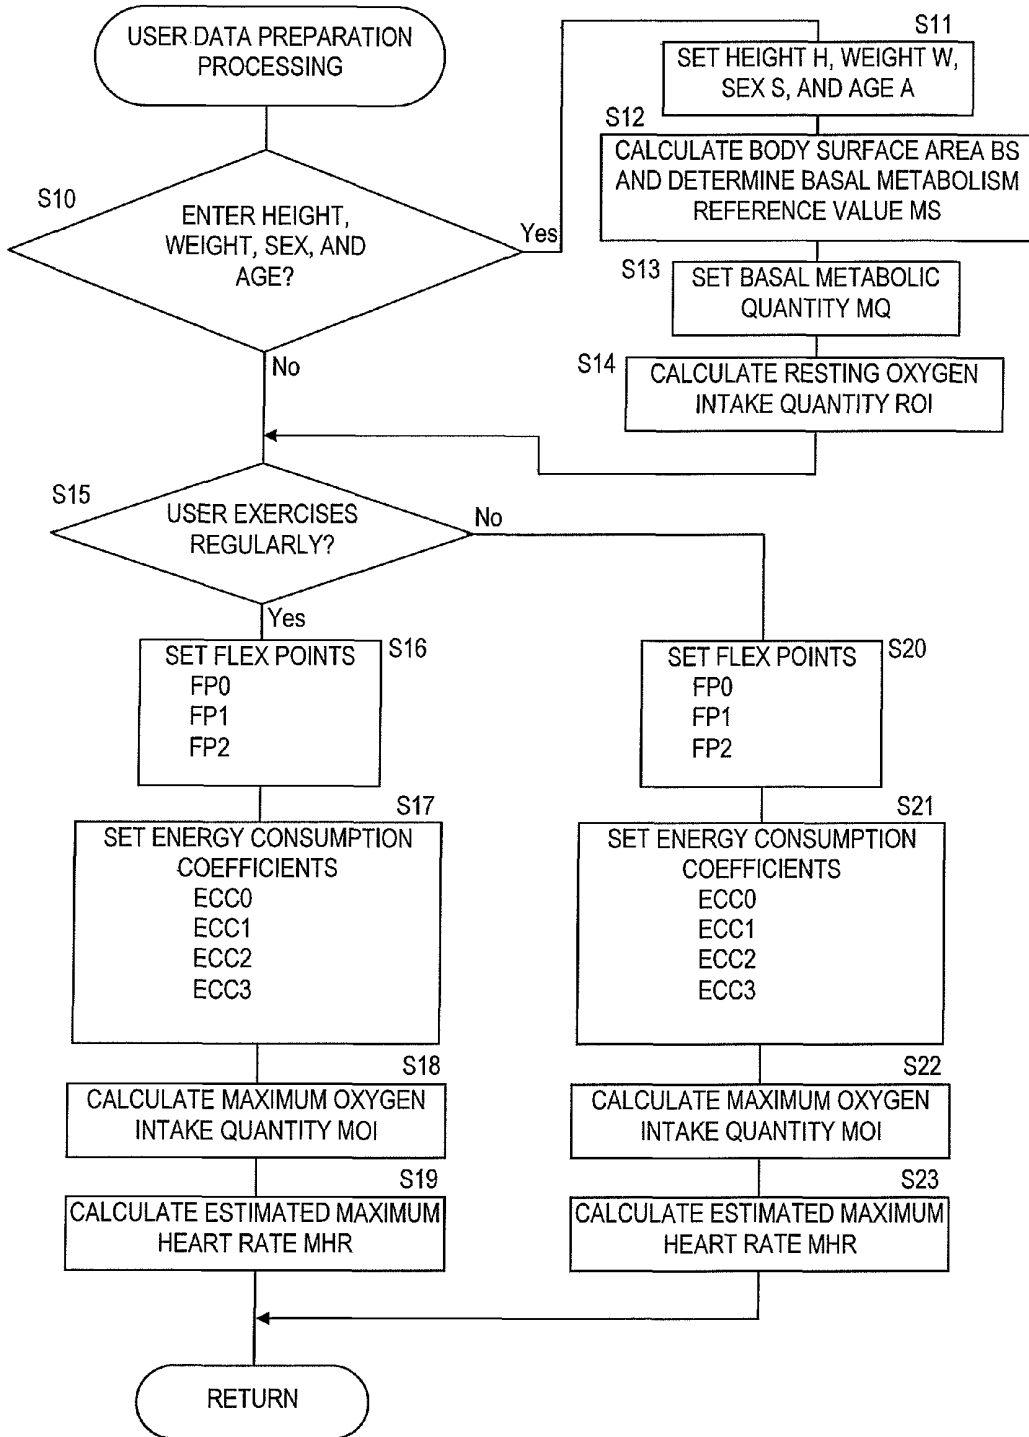 USER DATA PREPARATION
PROCESSING
S10
ENTER HEIGHT,
WEIGHT, SEX, AND
AGE?
Yes
No
S11
SET HEIGHT H, WEIGHT W,
SEX S, AND AGE A
S12
CALCULATE BODY SURFACE AREA BS
AND DETERMINE BASAL METABOLISM
REFERENCE VALUE MS
S13
SET BASAL METABOLIC
QUANTITY MQ
S14
CALCULATE RESTING OXYGEN
INTAKE QUANTITY ROI
S15
USER EXERCISES
REGULARLY?
No
Yes
SET FLEX POINTS
S16
FP0
FP1
FP2
S17
SET ENERGY CONSUMPTION
COEFFICIENTS
ECC0
ECC1
ECC2
ECC3
S18
CALCULATE MAXIMUM OXYGEN
INTAKE QUANTITY MOI
S19
CALCULATE ESTIMATED MAXIMUM
HEART RATE MHR
SET FLEX POINTS
S20
FP0
FP1
FP2
S21
SET ENERGY CONSUMPTION
COEFFICIENTS
ECC0
ECC1
ECC2
ECC3
S22
CALCULATE MAXIMUM OXYGEN
INTAKE QUANTITY MOI
S23
CALCULATE ESTIMATED MAXIMUM
HEART RATE MHR
RETURN